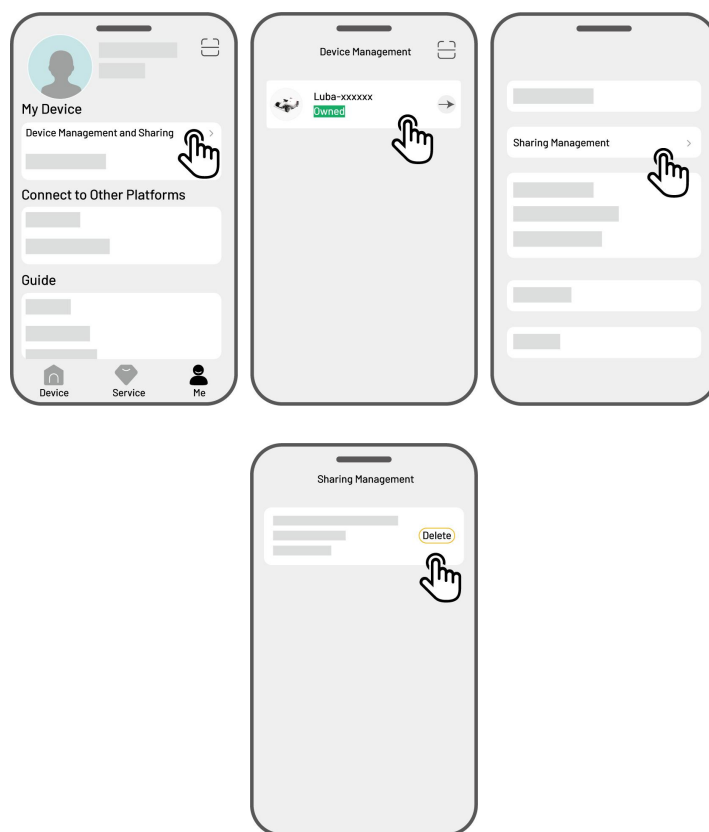 My Device
Device Management and Sharing
Connect to Other Platforms
Guide
Device
Service
Me
Device Management
Luba-xxxxxx
Owned
Sharing Management
Sharing Management
Delete